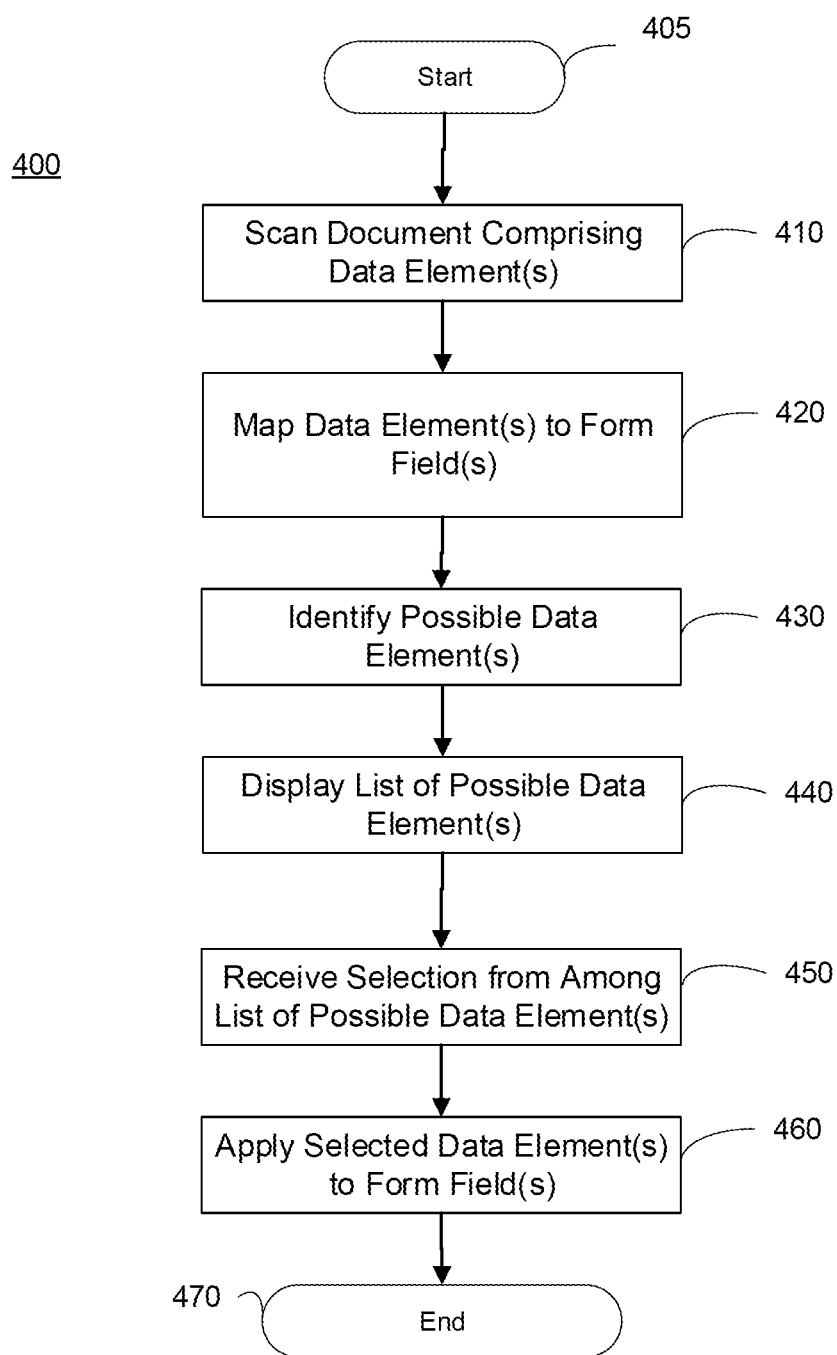 405
Start
400
Scan Document Comprising
Data Element(s)
410
Map Data Element(s) to Form
Field(s)
420
Identify Possible Data
Element(s)
430
Display List of Possible Data
Element(s)
440
Receive Selection from Among
List of Possible Data Element(s)
450
Apply Selected Data Element(s)
to Form Field(s)
460
470
End